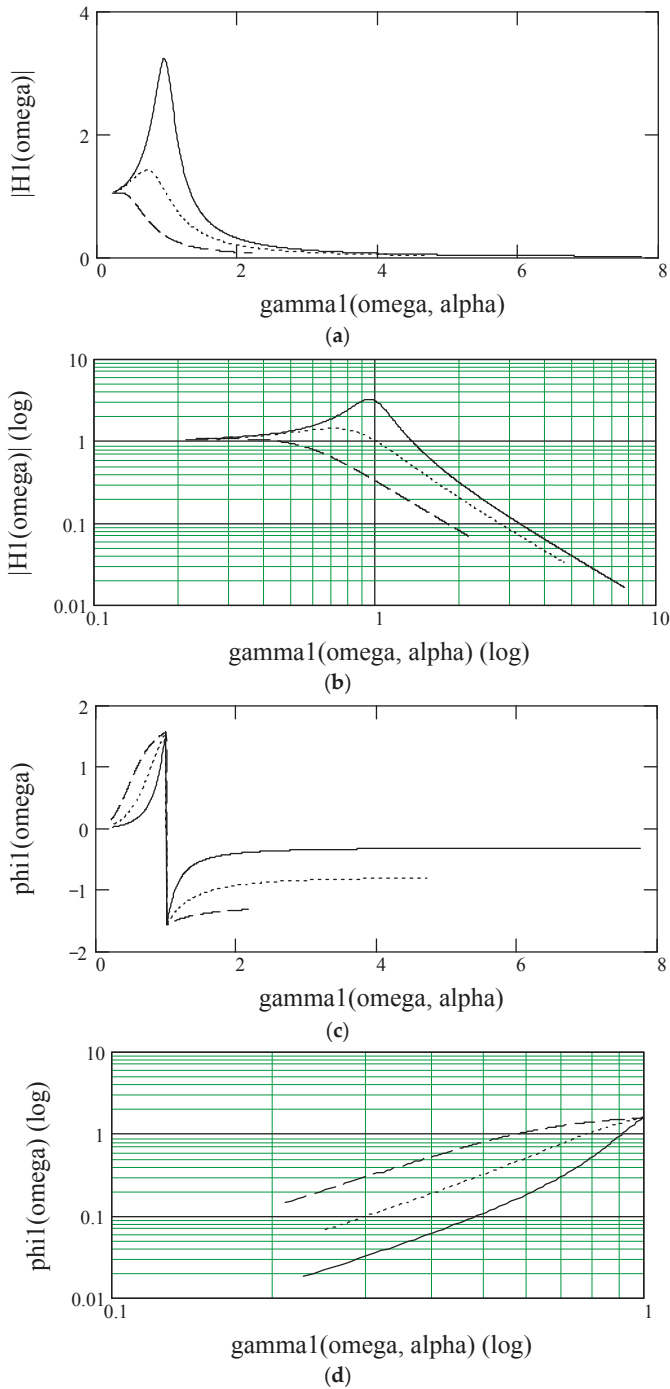 4
2
0
|H1(omega)|
0 2 4 6 8
gamma1(omega, alpha)
(a)
10
1
0.1
0.01
|H1(omega)| (log)
0.1 1 10
gamma1(omega, alpha) (log)
(b)
2
1
0
−1
−2
phi1(omega)
0 2 4 6 8
gamma1(omega, alpha)
(c)
10
1
0.1
0.01
phi1(omega) (log)
0.1 1
gamma1(omega, alpha) (log)
(d)